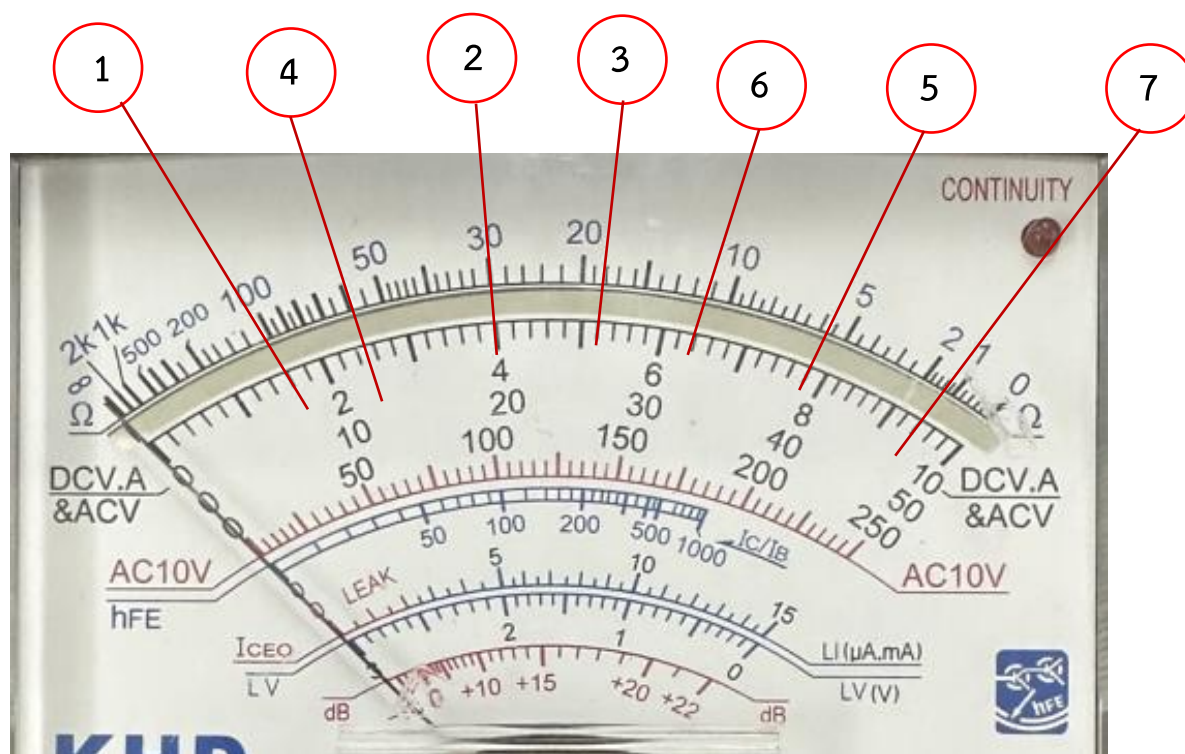 1 4 2 3 6 5 7
CONTINUITY
2k 1k 500 200 100 50 30 20 10 5 2 1 0
∞
Ω Ω
DCV.A
&ACV
2 4 6 8 10
10 20 30 40 50
50 100 150 200 250
DCV.A
&ACV
AC10V AC10V
hFE 50 100 200 500 1000 IC/IB
LEAK
ICEO 5 10 15 LI(μA.mA)
LV 2 1 0 LV(V)
dB 0 +10 +15 +20 +22 dB
hFE